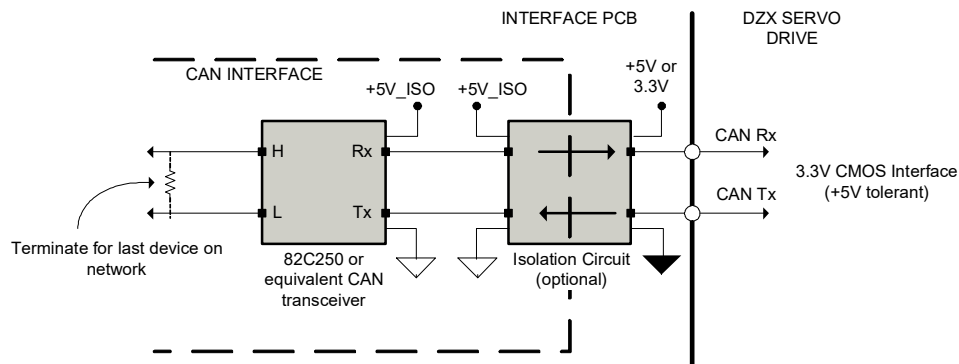 INTERFACE PCB
DZX SERVO
DRIVE
CAN INTERFACE
+5V_ISO
+5V_ISO
+5V or
3.3V
H
Rx
L
Tx
CAN Rx
CAN Tx
3.3V CMOS Interface
(+5V tolerant)
Terminate for last device on
network
82C250 or
equivalent CAN
transceiver
Isolation Circuit
(optional)